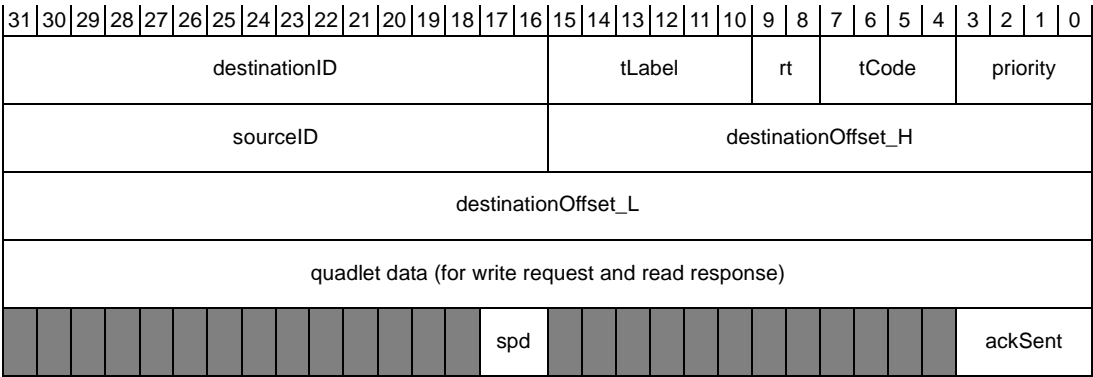 31 30 29 28 27 26 25 24 23 22 21 20 19 18 17 16 15 14 13 12 11 10 9 8 7 6 5 4 3 2 1 0
destinationID tLabel rt tCode priority
sourceID destinationOffset_H
destinationOffset_L
quadlet data (for write request and read response)
spd ackSent